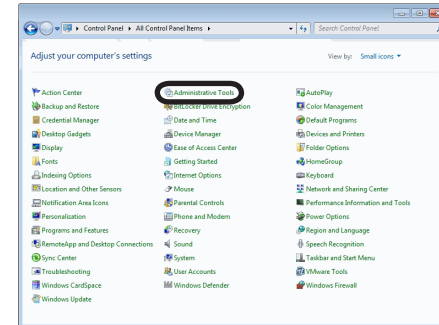 Control Panel ▸ All Control Panel Items ▸
Search Control Panel
Adjust your computer's settings
View by: Small icons
Action Center
Administrative Tools
AutoPlay
Backup and Restore
BitLocker Drive Encryption
Color Management
Credential Manager
Date and Time
Default Programs
Desktop Gadgets
Device Manager
Devices and Printers
Display
Ease of Access Center
Folder Options
Fonts
Getting Started
HomeGroup
Indexing Options
Internet Options
Keyboard
Location and Other Sensors
Mouse
Network and Sharing Center
Notification Area Icons
Parental Controls
Performance Information and Tools
Personalization
Phone and Modem
Power Options
Programs and Features
Recovery
Region and Language
RemoteApp and Desktop Connections
Sound
Speech Recognition
Sync Center
System
Taskbar and Start Menu
Troubleshooting
User Accounts
VMware Tools
Windows CardSpace
Windows Defender
Windows Firewall
Windows Update